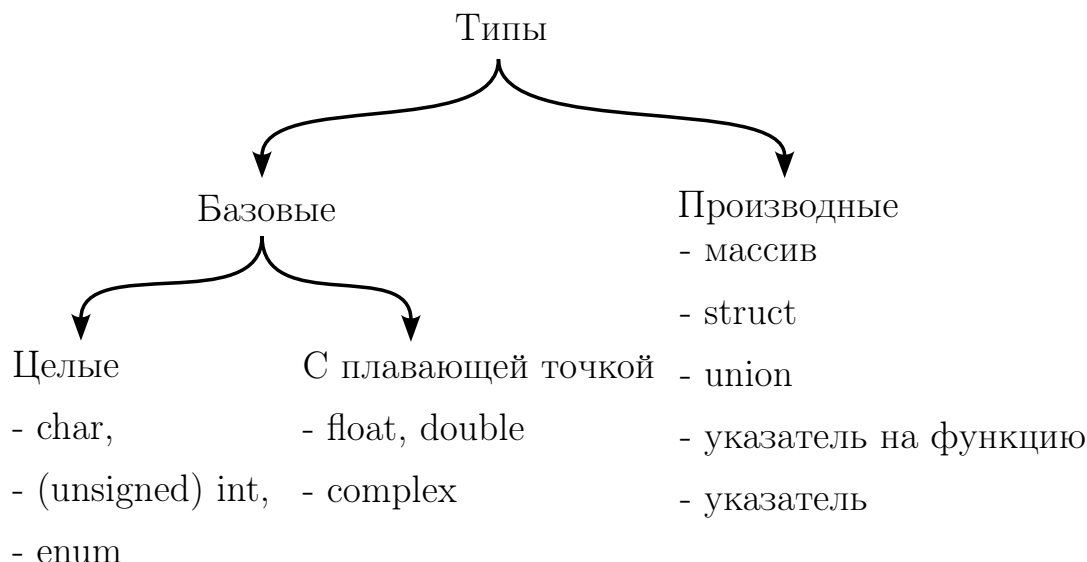 Типы
Базовые
Производные
- массив
- struct
- union
- указатель на функцию
- указатель
Целые
- char,
- (unsigned) int,
- enum
С плавающей точкой
- float, double
- complex